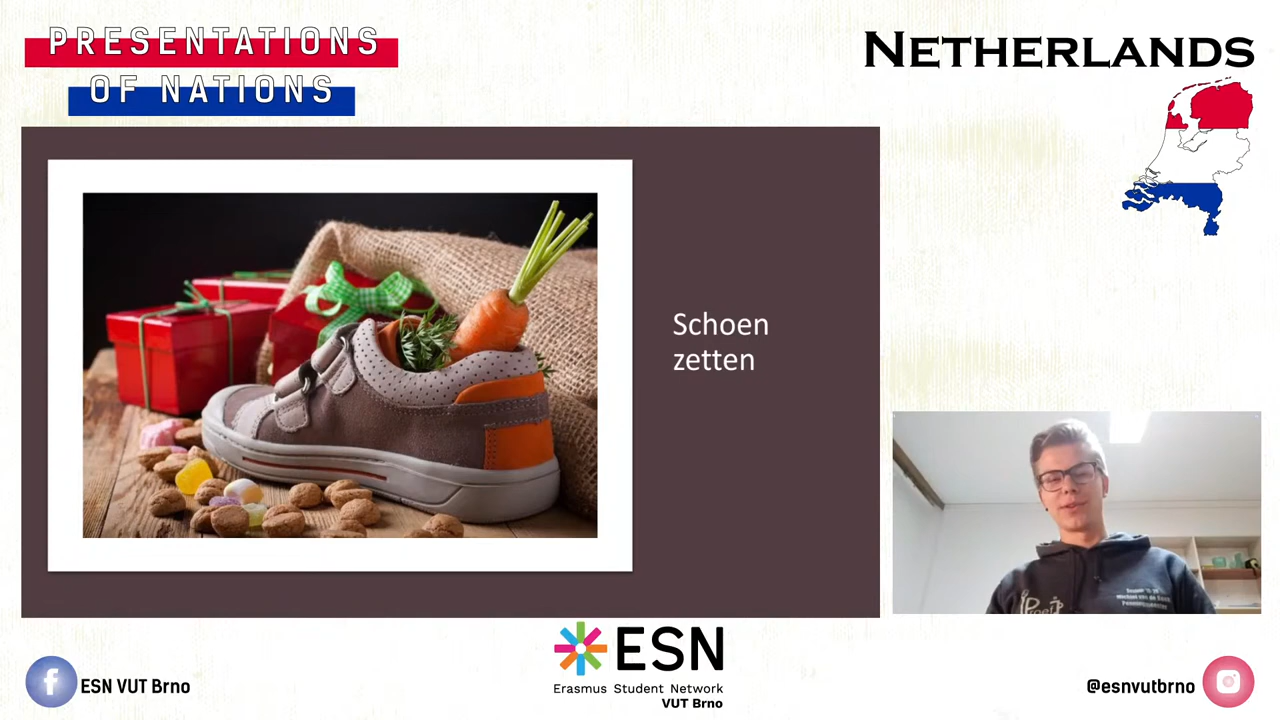 PRESENTATIONS
OF NATIONS
NETHERLANDS
Schoen
zetten
ESN
Erasmus Student Network
VUT Brno
f
ESN VUT Brno
@esnvutbrno